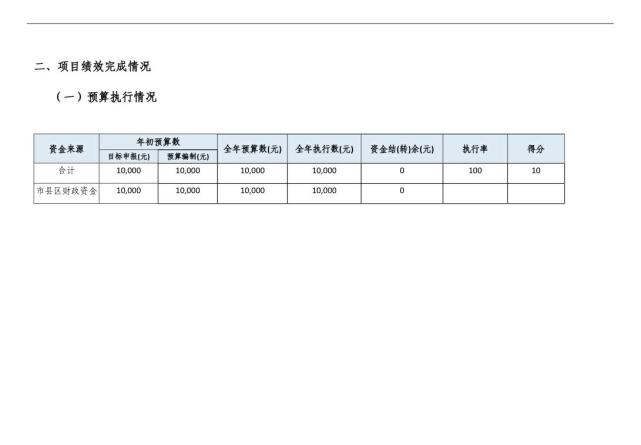 二、项目绩效完成情况
（一）预算执行情况
资金来源 年初预算数 全年预算数(元) 全年执行数(元) 资金结(转)余(元) 执行率 得分
目标申报(元) 预算编制(元)
合计 10,000 10,000 10,000 10,000 0 100 10
市县区财政资金 10,000 10,000 10,000 10,000 0